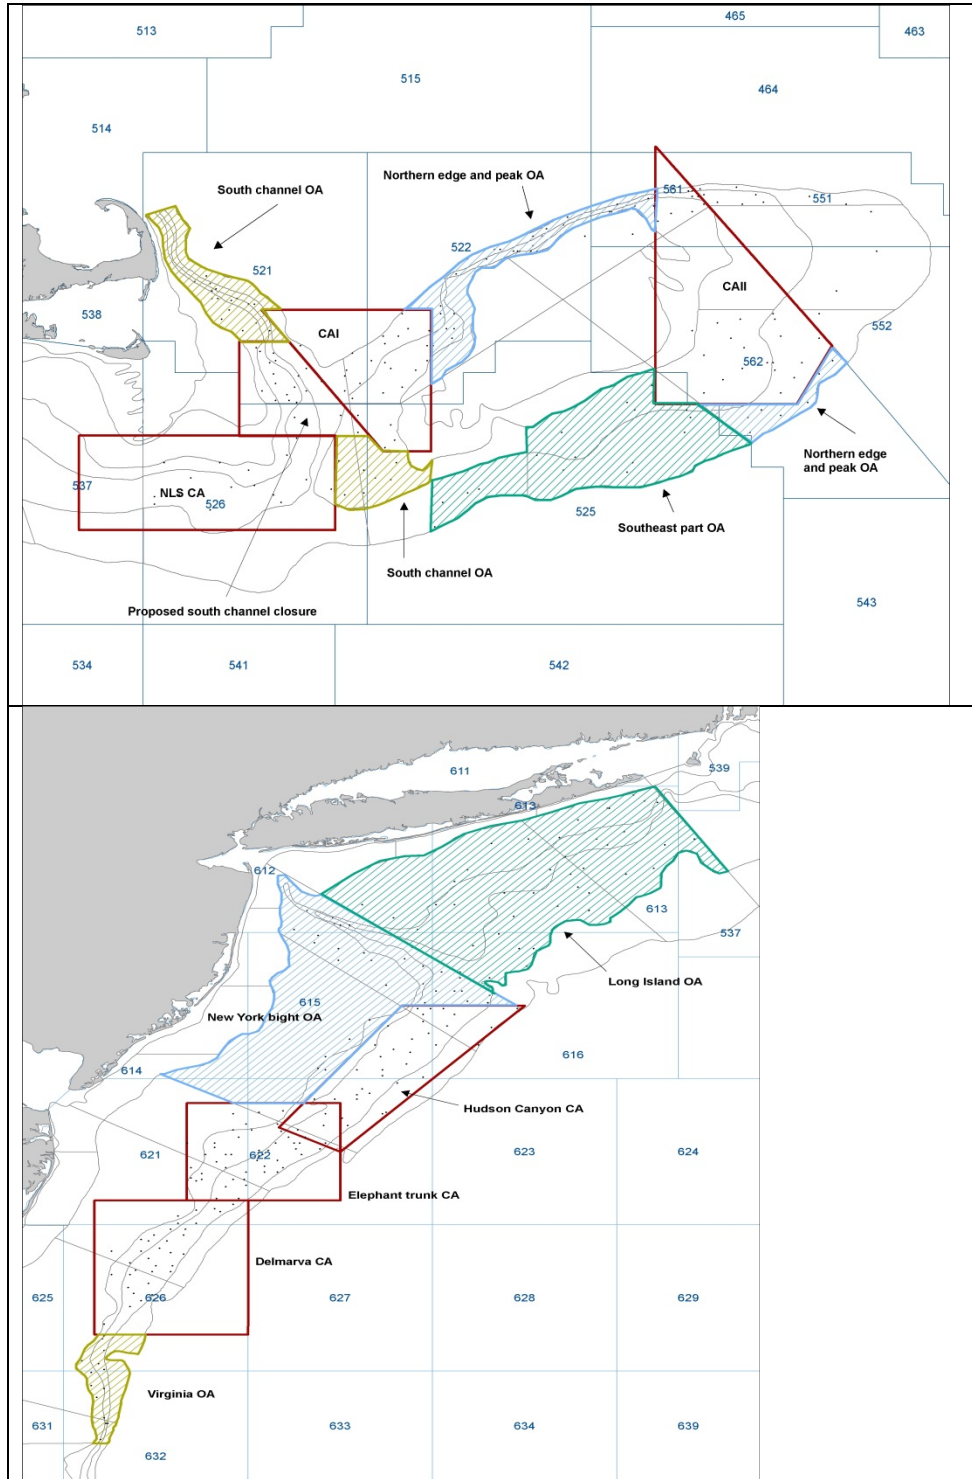 465
513
463
515
464
514
South channel OA
Northern edge and peak OA
561
551
522
521
CAII
538
CAI
552
562
Northern edge
and peak OA
537
NLS CA
526
525
Southeast part OA
South channel OA
Proposed south channel closure
543
534
541
542
539
611
613
612
613
537
Long Island OA
615
New York bight OA
616
614
Hudson Canyon CA
621
622
623
624
Elephant trunk CA
Delmarva CA
625
626
627
628
629
Virginia OA
631
633
634
639
632